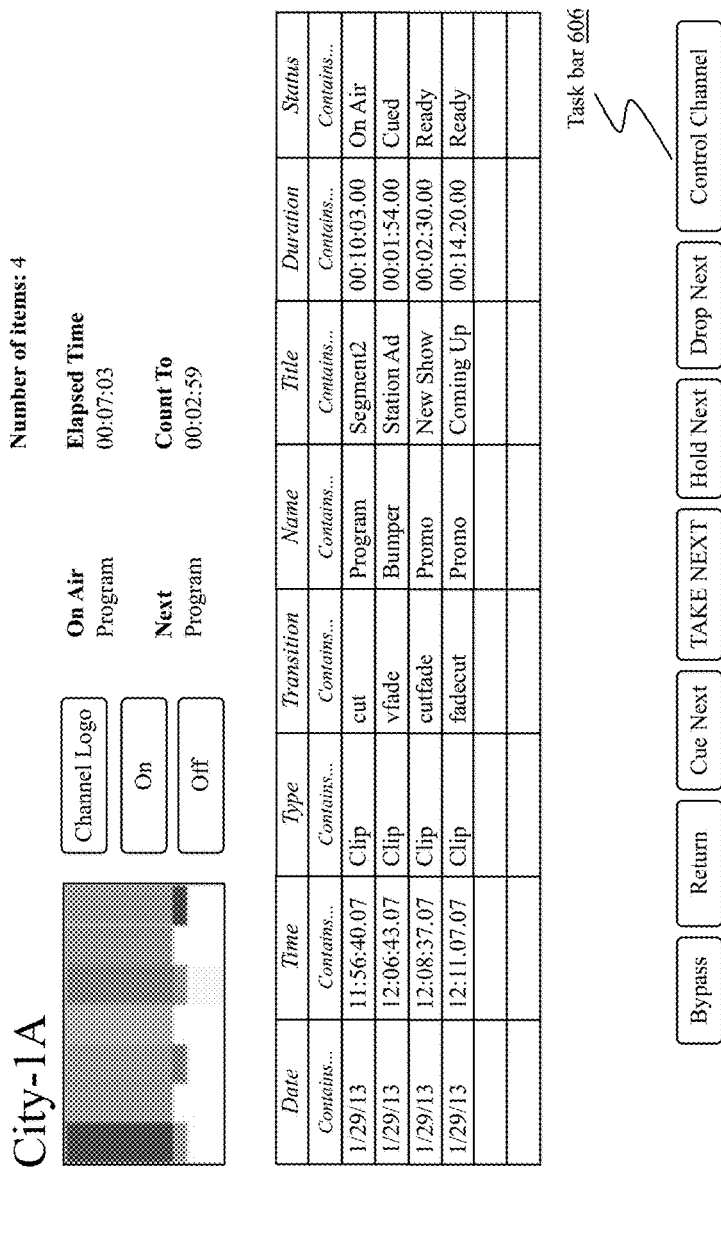 City-1A
Number of items: 4
Channel Logo
On
Off
On Air
Program
Elapsed Time
00:07:03
Next
Program
Count To
00:02:59
Date Time Type Transition Name Title Duration Status
Contains... Contains... Contains... Contains... Contains... Contains... Contains... Contains...
1/29/13 11:56:40.07 Clip cut Program Segment2 00:10:03.00 On Air
1/29/13 12:06:43.07 Clip vfade Bumper Station Ad 00:01:54.00 Cued
1/29/13 12:08:37.07 Clip cutfade Promo New Show 00:02:30.00 Ready
1/29/13 12:11.07.07 Clip fadecut Promo Coming Up 00:14.20.00 Ready
Task bar 606
Bypass Return Cue Next TAKE NEXT Hold Next Drop Next Control Channel